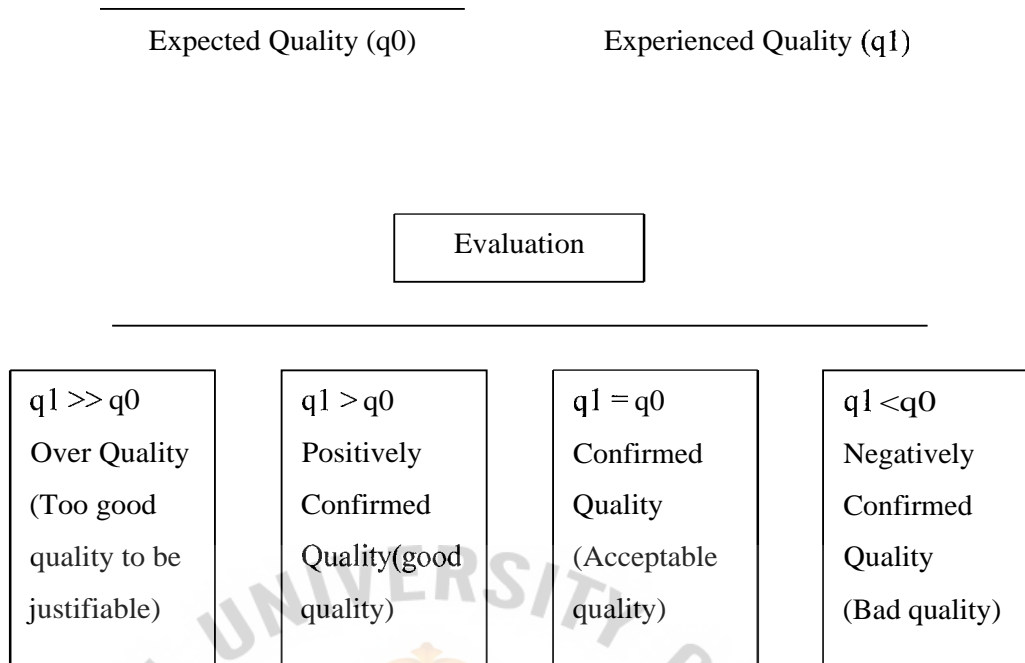 Expected Quality (q0) Experienced Quality (q1)
Evaluation
q1 >> q0
Over Quality
(Too good
quality to be
justifiable)
q1 > q0
Positively
Confirmed
Quality(good
quality)
q1 = q0
Confirmed
Quality
(Acceptable
quality)
q1 <q0
Negatively
Confirmed
Quality
(Bad quality)
UNIVERSITY